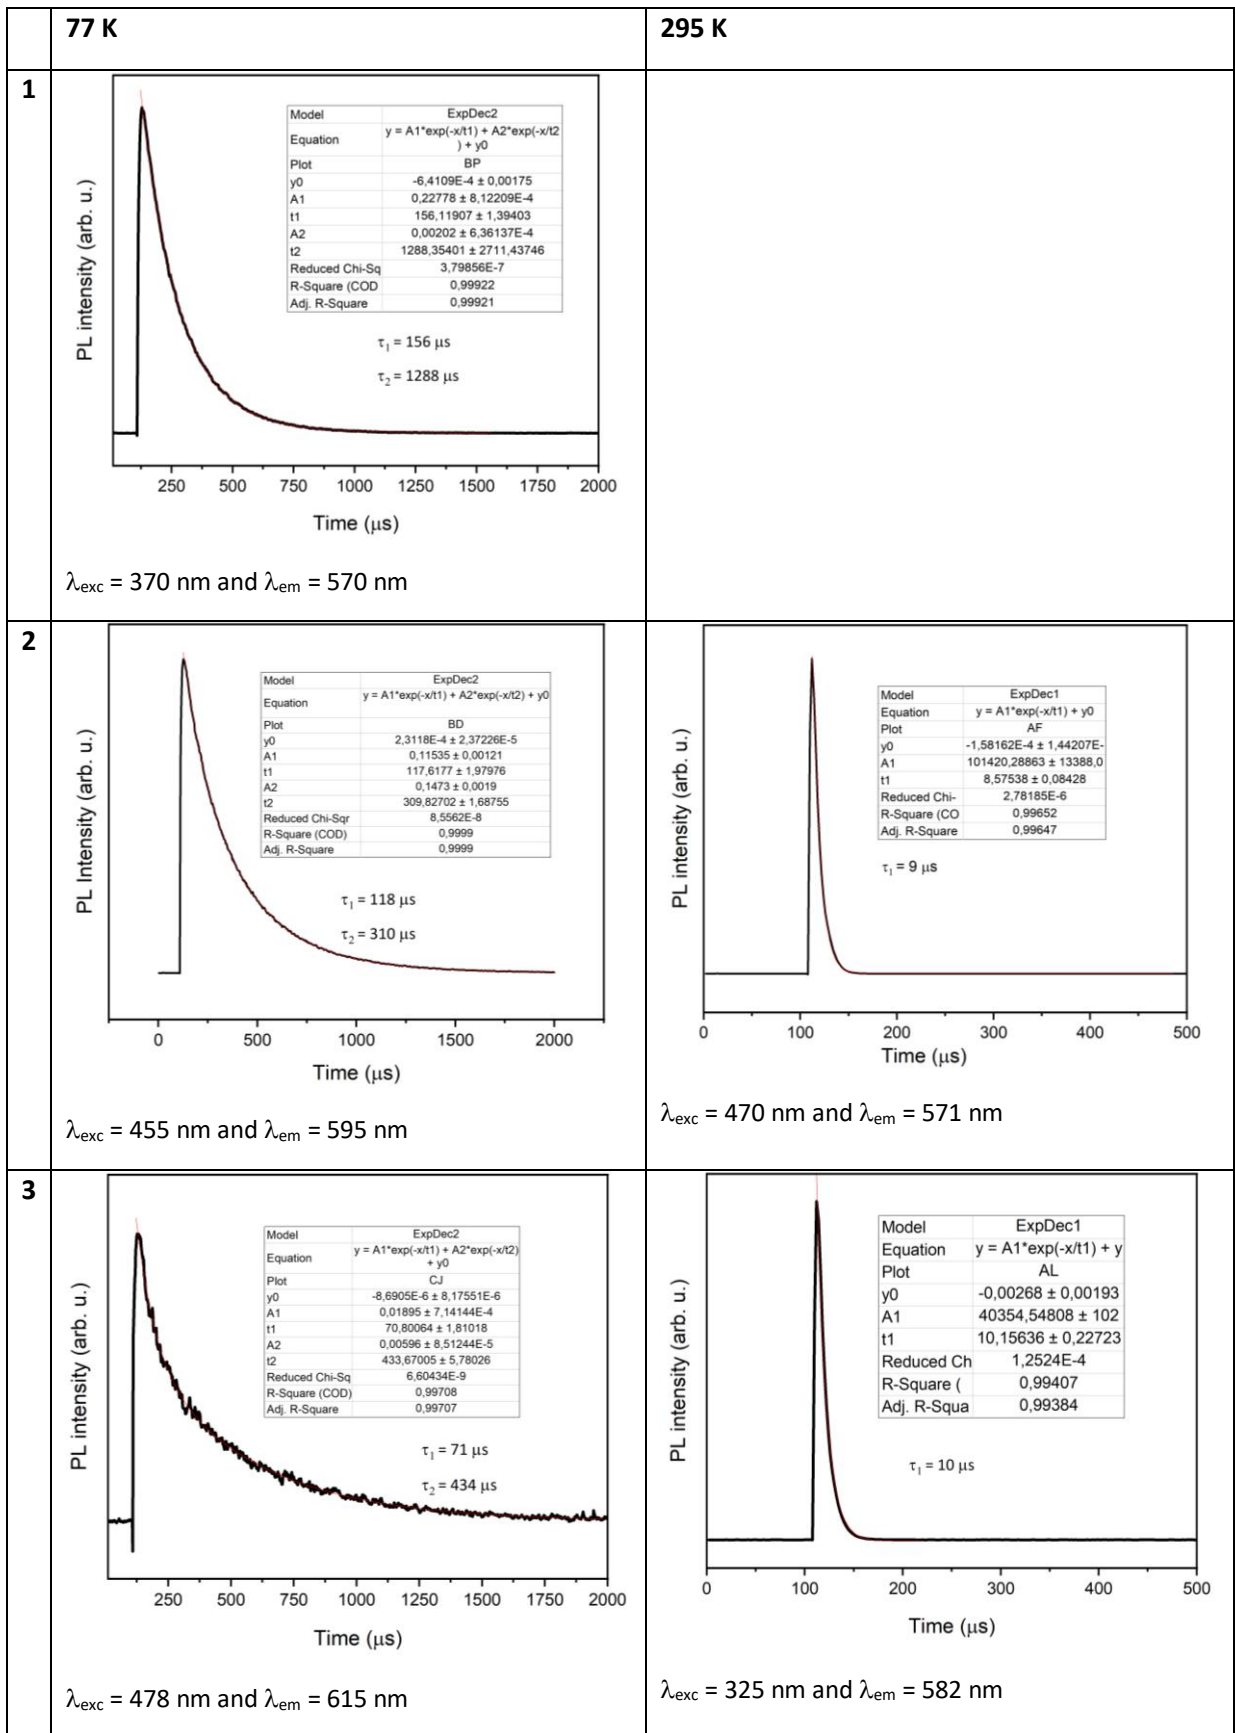 77 K
295 K
1
PL intensity (arb. u.)
Model ExpDec2
Equation y = A1*exp(-x/t1) + A2*exp(-x/t2
) + y0
Plot BP
y0 -6,4109E-4 ± 0,00175
A1 0,22778 ± 8,12209E-4
t1 156,11907 ± 1,39403
A2 0,00202 ± 6,36137E-4
t2 1288,35401 ± 2711,43746
Reduced Chi-Sq 3,79856E-7
R-Square (COD 0,99922
Adj. R-Square 0,99921
τ1 = 156 μs
τ2 = 1288 μs
250 500 750 1000 1250 1500 1750 2000
Time (μs)
λexc = 370 nm and λem = 570 nm
2
PL Intensity (arb. u.)
Model ExpDec2
Equation y = A1*exp(-x/t1) + A2*exp(-x/t2) + y0
Plot BD
y0 2,3118E-4 ± 2,37226E-5
A1 0,11535 ± 0,00121
t1 117,6177 ± 1,97976
A2 0,1473 ± 0,0019
t2 309,82702 ± 1,68755
Reduced Chi-Sqr 8,5562E-8
R-Square (COD) 0,9999
Adj. R-Square 0,9999
τ1 = 118 μs
τ2 = 310 μs
0 500 1000 1500 2000
Time (μs)
λexc = 455 nm and λem = 595 nm
PL intensity (arb. u.)
Model ExpDec1
Equation y = A1*exp(-x/t1) + y0
Plot AF
y0 -1,58162E-4 ± 1,44207E-
A1 101420,28863 ± 13388,0
t1 8,57538 ± 0,08428
Reduced Chi- 2,78185E-6
R-Square (CO 0,99652
Adj. R-Square 0,99647
τ1 = 9 μs
0 100 200 300 400 500
Time (μs)
λexc = 470 nm and λem = 571 nm
3
PL intensity (arb. u.)
Model ExpDec2
Equation y = A1*exp(-x/t1) + A2*exp(-x/t2)
+ y0
Plot CJ
y0 -8,6905E-6 ± 8,17551E-6
A1 0,01895 ± 7,14144E-4
t1 70,80064 ± 1,81018
A2 0,00596 ± 8,51244E-5
t2 433,67005 ± 5,78026
Reduced Chi-Sq 6,60434E-9
R-Square (COD) 0,99708
Adj. R-Square 0,99707
τ1 = 71 μs
τ2 = 434 μs
250 500 750 1000 1250 1500 1750 2000
Time (μs)
λexc = 478 nm and λem = 615 nm
PL intensity (arb. u.)
Model ExpDec1
Equation y = A1*exp(-x/t1) + y
Plot AL
y0 -0,00268 ± 0,00193
A1 40354,54808 ± 102
t1 10,15636 ± 0,22723
Reduced Ch 1,2524E-4
R-Square ( 0,99407
Adj. R-Squa 0,99384
τ1 = 10 μs
0 100 200 300 400 500
Time (μs)
λexc = 325 nm and λem = 582 nm